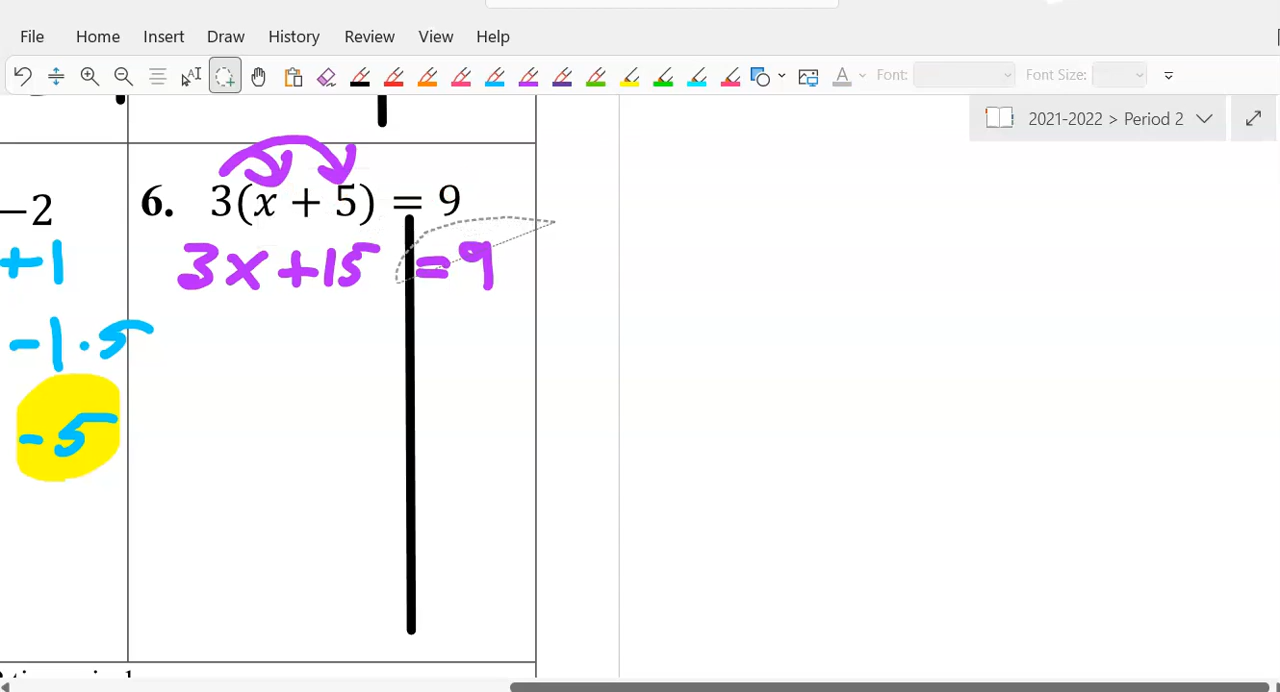 File Home Insert Draw History Review View Help
Font: Font Size:
2021-2022 > Period 2
−2
+1
-1·5
-5
6. 3(x + 5) = 9
3x+15 =9